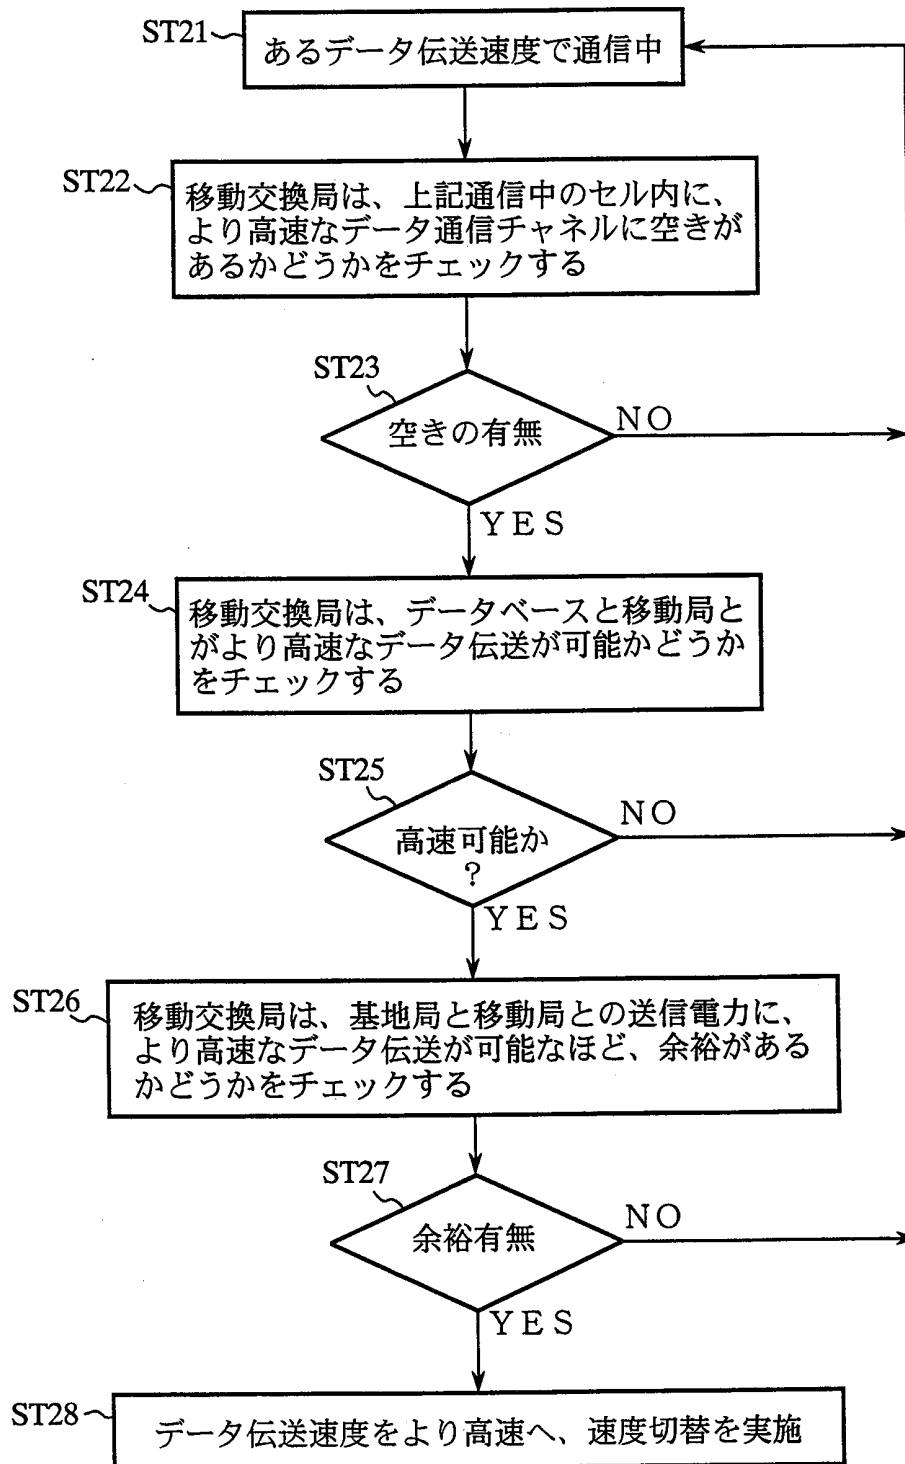 ST21
あるデータ伝送速度で通信中
ST22
移動交換局は、上記通信中のセル内に、
より高速なデータ通信チャネルに空きが
あるかどうかをチェックする
ST23
空きの有無
NO
YES
ST24
移動交換局は、データベースと移動局と
がより高速なデータ伝送が可能かどうか
をチェックする
ST25
高速可能か
?
NO
YES
ST26
移動交換局は、基地局と移動局との送信電力に、
より高速なデータ伝送が可能なほど、余裕がある
かどうかをチェックする
ST27
余裕有無
NO
YES
ST28
データ伝送速度をより高速へ、速度切替を実施